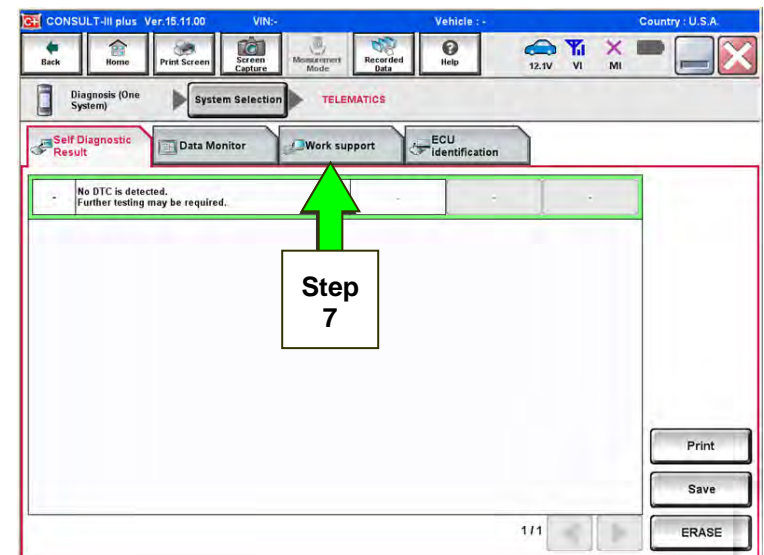 CONSULT-III plus Ver.15.11.00 VIN:- Vehicle : - Country : U.S.A.
Back
Home
Print Screen
Screen
Capture
Measurement
Mode
Recorded
Data
Help
12.1V
VI
MI
Diagnosis (One
System)
System Selection
TELEMATICS
Self Diagnostic
Result
Data Monitor
Work support
ECU
identification
- No DTC is detected.
Further testing may be required.
- - -
Step
7
Print
Save
1/1
ERASE